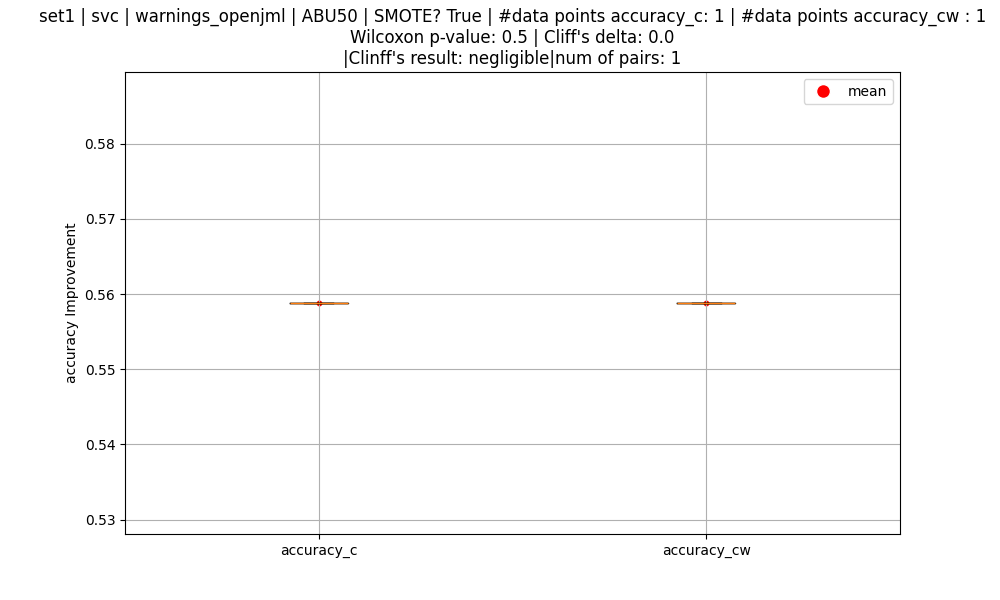 set1 | svc | warnings_openjml | ABU50 | SMOTE? True | #data points accuracy_c: 1 | #data points accuracy_cw : 1
Wilcoxon p-value: 0.5 | Cliff's delta: 0.0
|Clinff's result: negligible|num of pairs: 1
mean
0.58
0.57
0.56
0.55
0.54
0.53
accuracy Improvement
accuracy_c
accuracy_cw